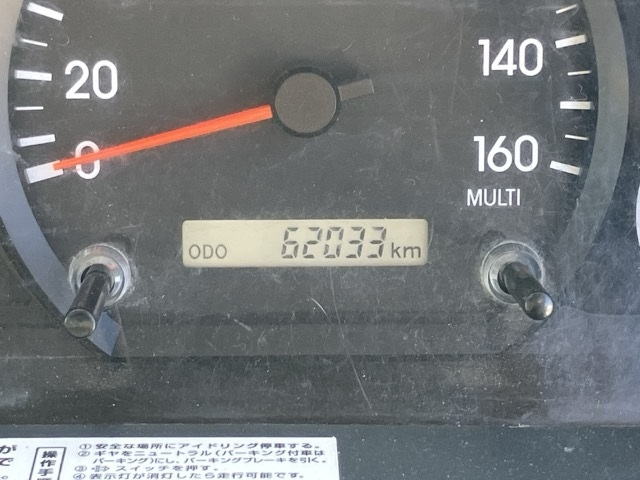 20
140
0
160
MULTI
ODO 62033 km
が
で
操作手
①安全な場所にアイドリング停車する。
②ギヤをニュートラル(パーキング付車は
パーキング)にし、パーキングブレーキを引く。
③ スイッチを押す。
④表示灯が消灯したら走行可能です。